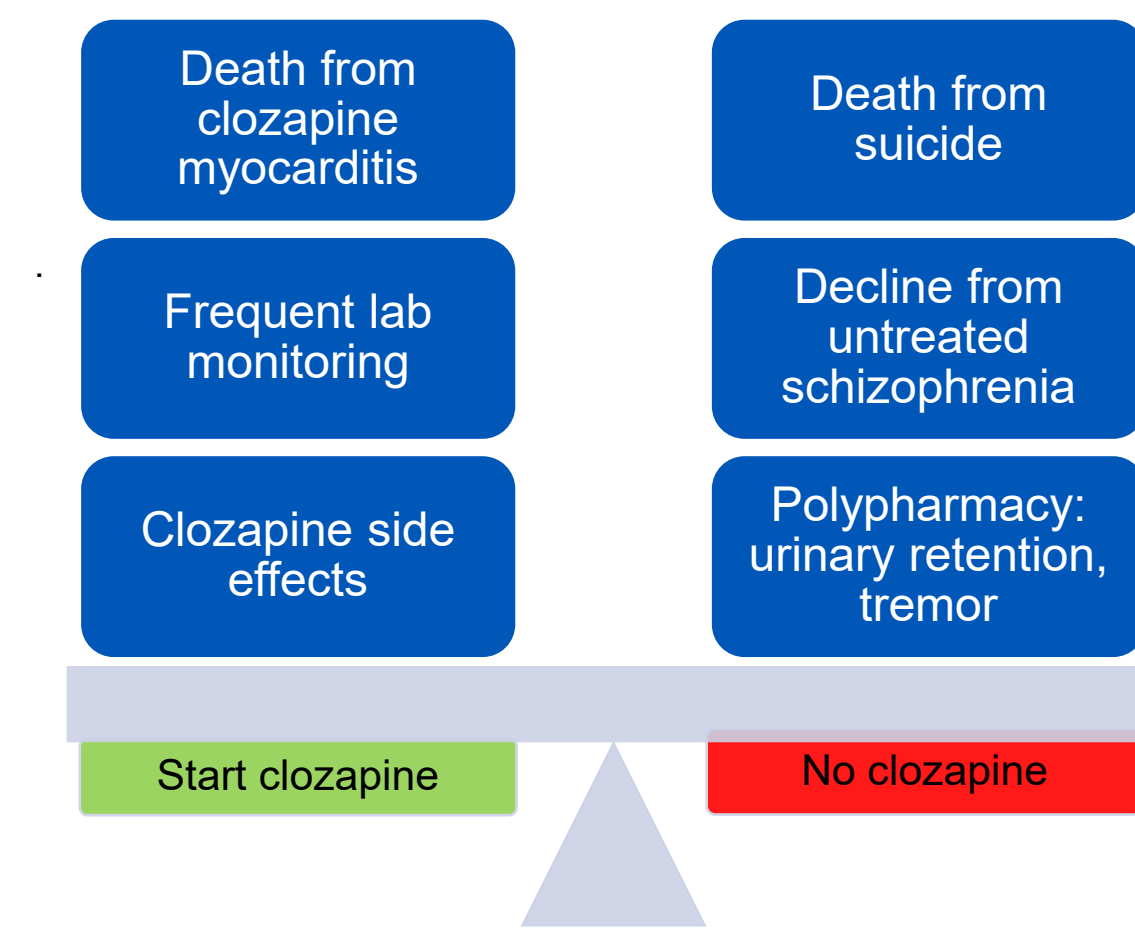 Death from
clozapine
myocarditis
Frequent lab
monitoring
Clozapine side
effects
Start clozapine
Death from
suicide
Decline from
untreated
schizophrenia
Polypharmacy:
urinary retention,
tremor
No clozapine
.